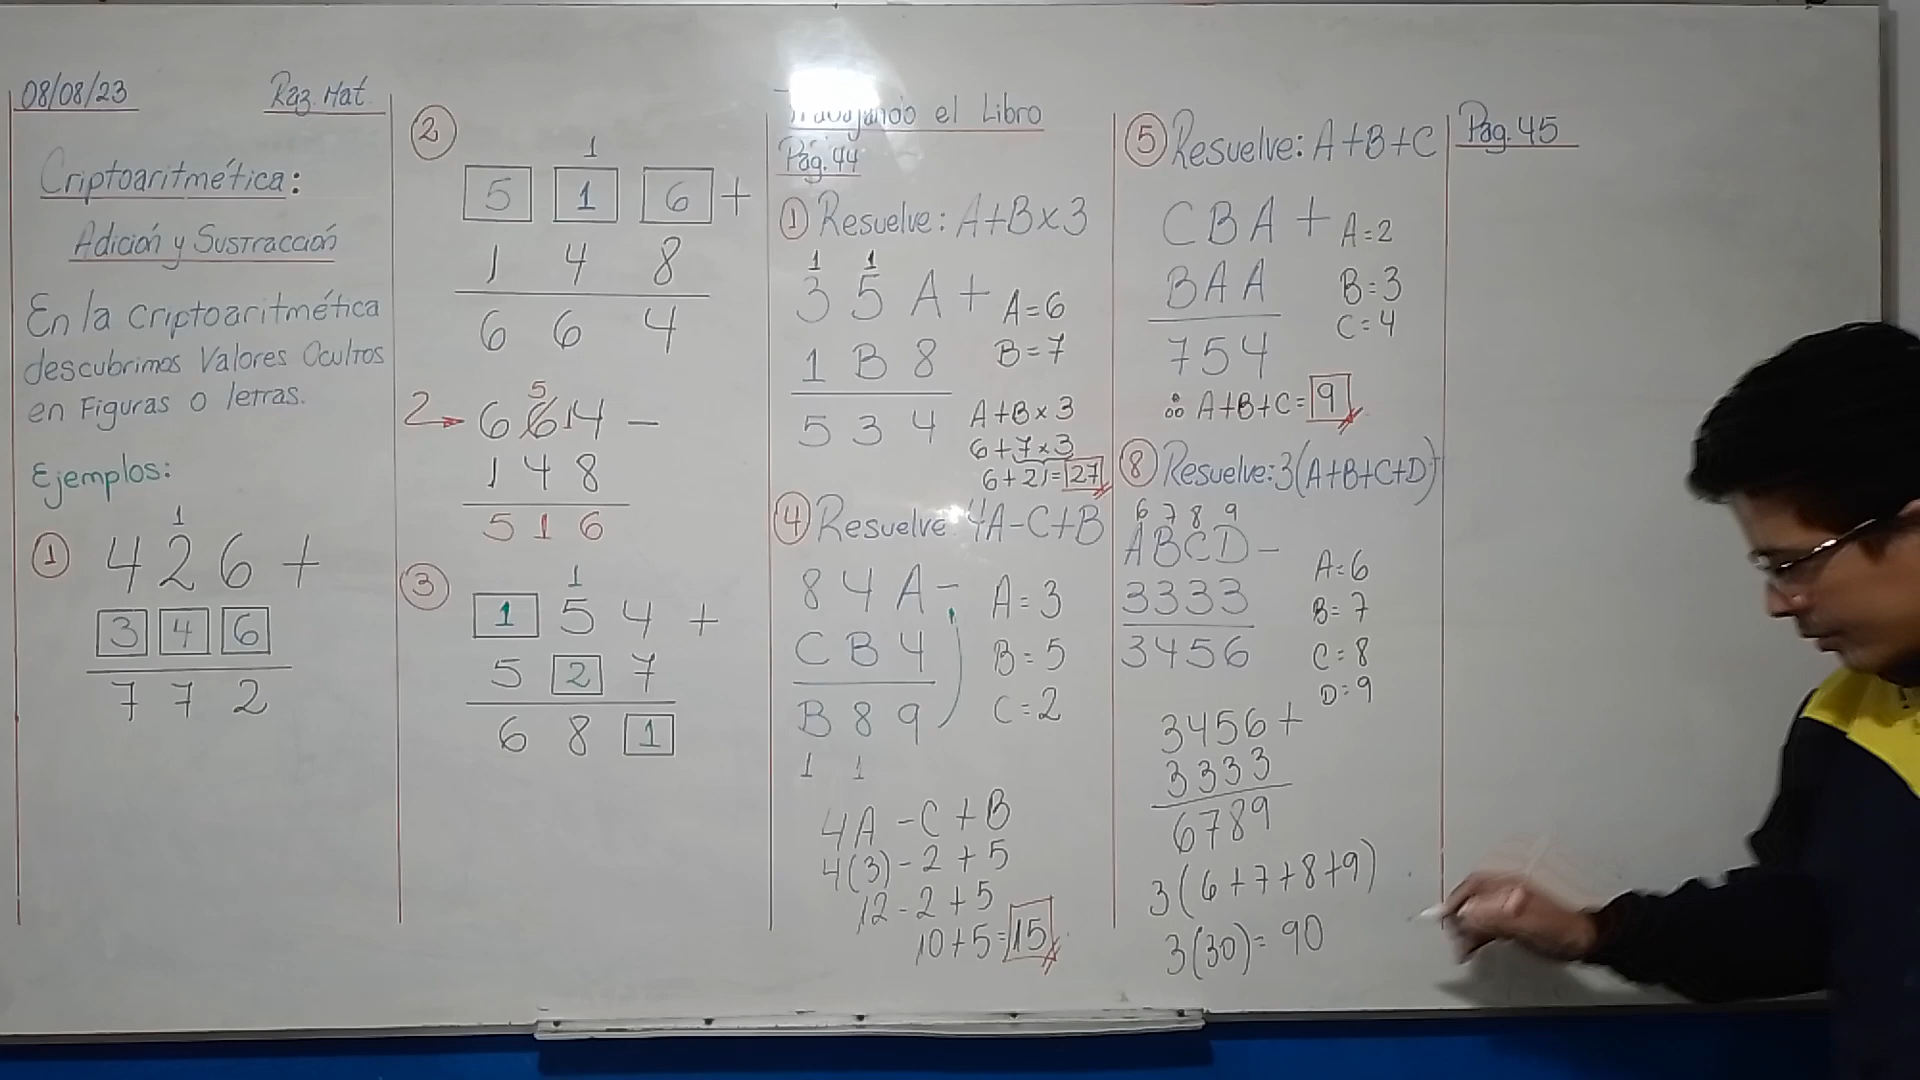 08/08/23 Raz. Mat.
Criptoaritmética:
Adición y Sustracción
En la criptoaritmética
descubrimos Valores Ocultos
en Figuras o letras.
Ejemplos:
1
① 4 2 6 +
3 4 6
7 7 2
②
1
5 1 6 +
1 4 8
6 6 4
5
2→ 6 6 14 -
1 4 8
5 1 6
③
1
1 5 4 +
5 2 7
6 8 1
Trabajando el Libro
Pág. 44
① Resuelve: A+B×3
1 1
3 5 A + A=6
1 B 8 B=7
5 3 4
A+B×3
6+7×3
6+21=27
④ Resuelve: 4A-C+B
8 4 A - A=3
C B 4 B=5
B 8 9 C=2
1 1
4A-C+B
4(3)-2+5
12-2+5
10+5=15
⑤ Resuelve: A+B+C
C B A + A=2
B A A B=3
7 5 4 C=4
∴ A+B+C=9
⑧ Resuelve: 3(A+B+C+D)
6 7 8 9
A B C D - A=6
3 3 3 3 B=7
3 4 5 6 C=8
D=9
3456+
3333
6789
3(6+7+8+9)
3(30)=90
Pág. 45